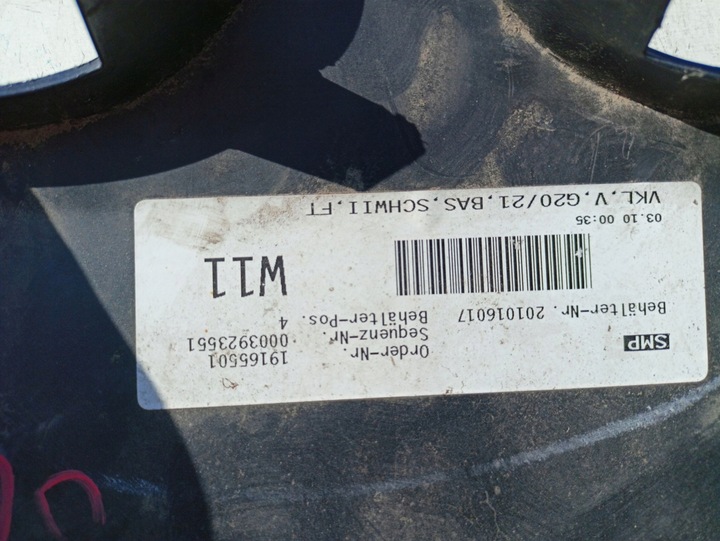 SMP
Order-Nr. 19165501
Sequenz-Nr. 0003923551
Behälter-Nr. 201016017 Behälter-Pos. 4
W11
03.10 00:35
VKL,V,G20/21,BAS,SCHWII,FT